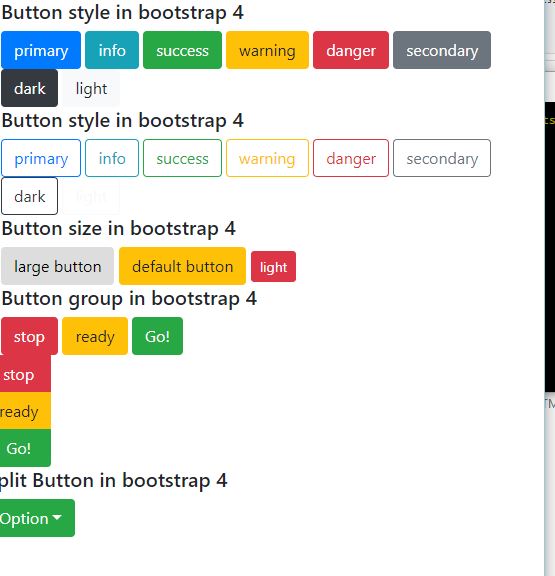 Button style in bootstrap 4
primary info success warning danger secondary
dark light
Button style in bootstrap 4
primary info success warning danger secondary
dark light
Button size in bootstrap 4
large button default button light
Button group in bootstrap 4
stop ready Go!
stop
ready
Go!
plit Button in bootstrap 4
Option